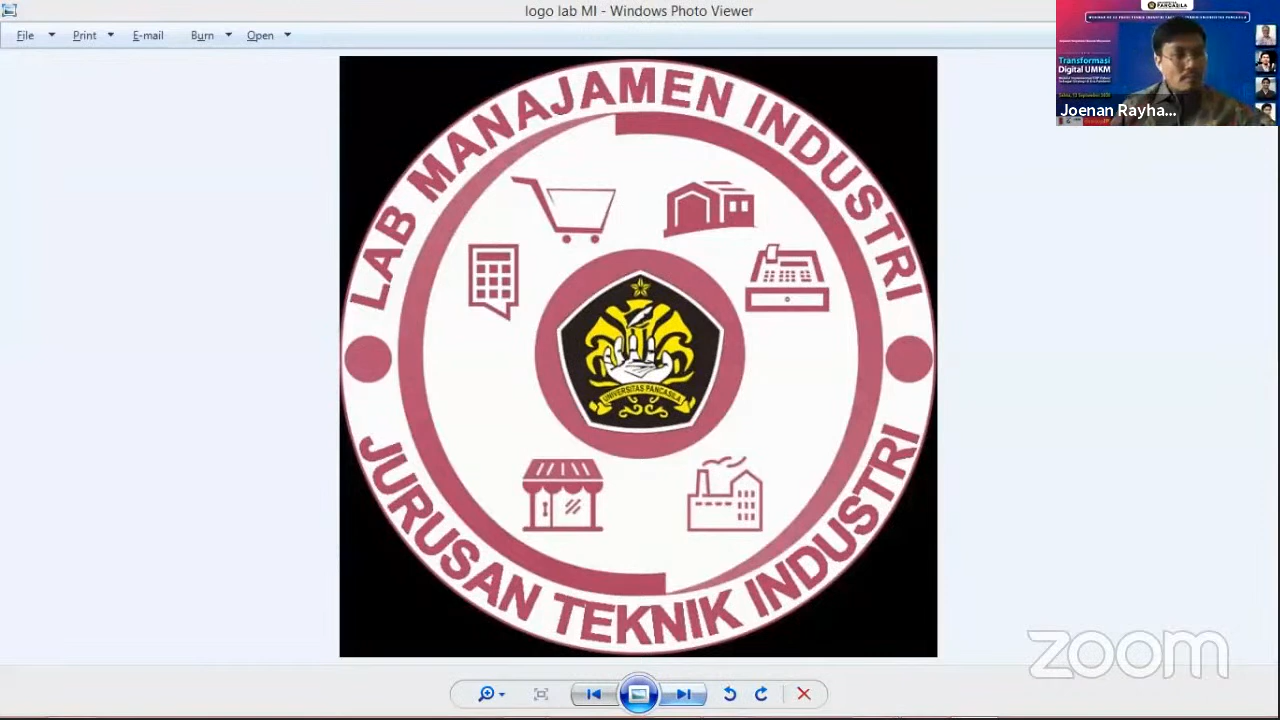 logo lab MI - Windows Photo Viewer
File
Print
E-mail
Burn
Open
PANCASILA
Transformasi
Digital UMKM
Joenan Rayha...
LAB MANAJAMEN INDUSTRI
UNIVERSITAS PANCASILA
JURUSAN TEKNIK INDUSTRI
zoom